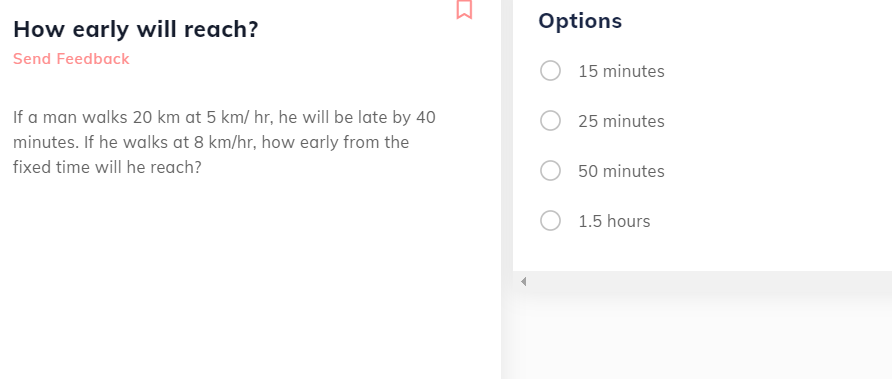 How early will reach?
Send Feedback
If a man walks 20 km at 5 km/ hr, he will be late by 40
minutes. If he walks at 8 km/hr, how early from the
fixed time will he reach?
Options
15 minutes
25 minutes
50 minutes
1.5 hours